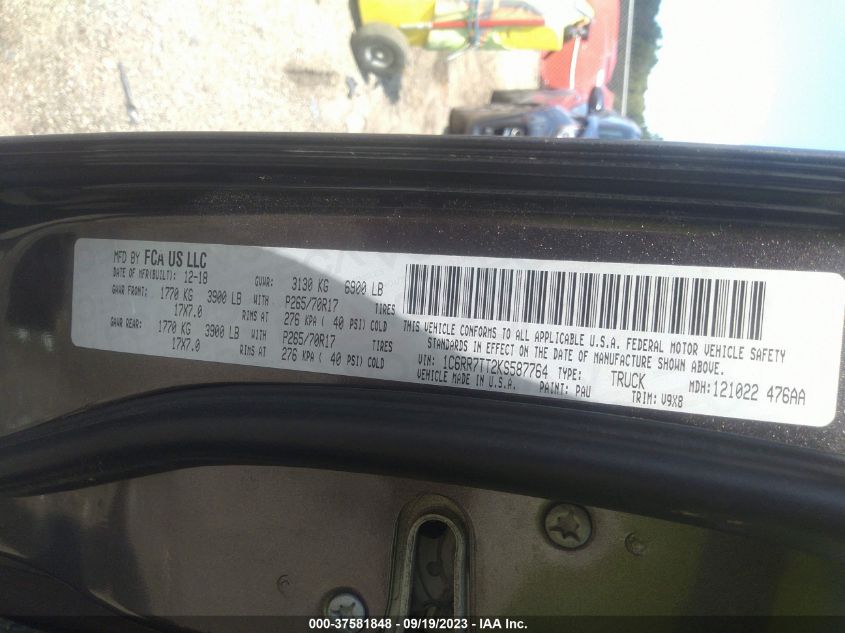 MFD BY FCA US LLC
DATE OF MFR(BUILT): 12-18 GVWR: 3130 KG 6900 LB
GAWR FRONT: 1770 KG 3900 LB WITH P265/70R17 TIRES
17X7.0 RIMS AT 276 KPA ( 40 PSI) COLD
GAWR REAR: 1770 KG 3900 LB WITH P265/70R17 TIRES
17X7.0 RIMS AT 276 KPA ( 40 PSI) COLD
THIS VEHICLE CONFORMS TO ALL APPLICABLE U.S.A. FEDERAL MOTOR VEHICLE SAFETY
STANDARDS IN EFFECT ON THE DATE OF MANUFACTURE SHOWN ABOVE.
VIN: 1C6RR7TT2KS587764 TYPE: TRUCK MDH: 121022 476AA
VEHICLE MADE IN U.S.A. PAINT: PAU TRIM: V9X8
000-37581848 - 09/19/2023 - IAA Inc.